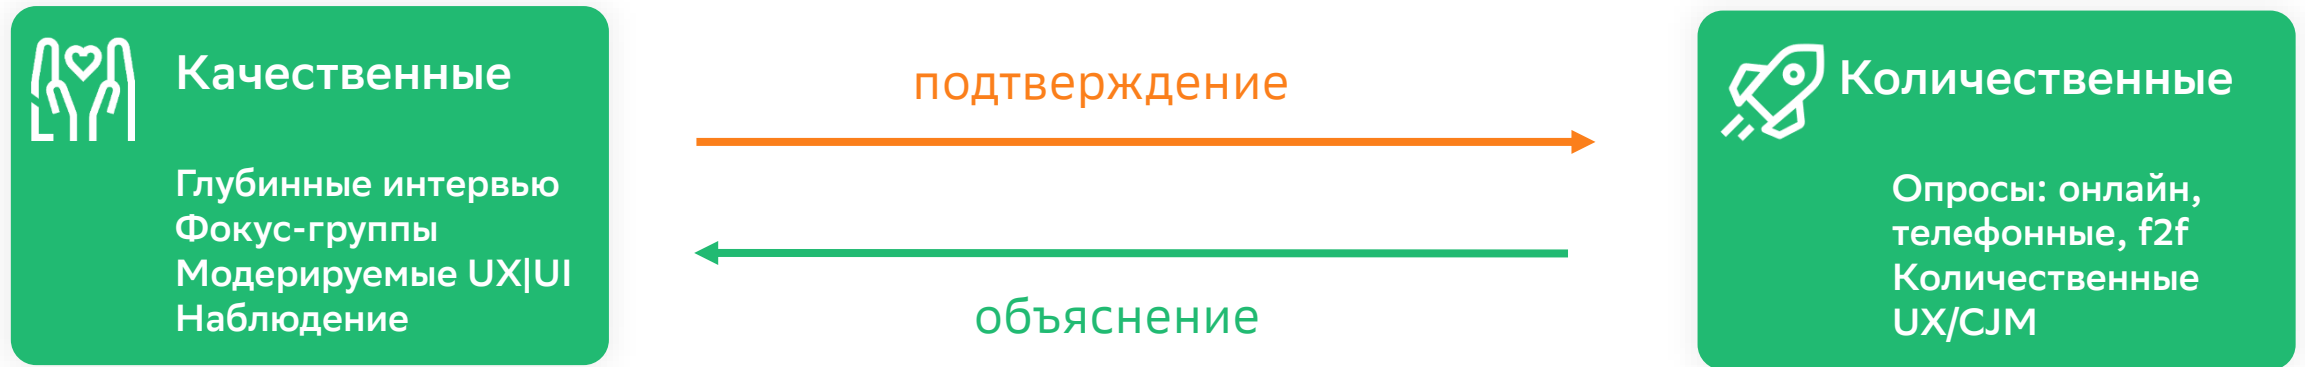 Качественные
Глубинные интервью
Фокус-группы
Модерируемые UX|UI
Наблюдение
подтверждение
объяснение
Количественные
Опросы: онлайн,
телефонные, f2f
Количественные
UX/CJM